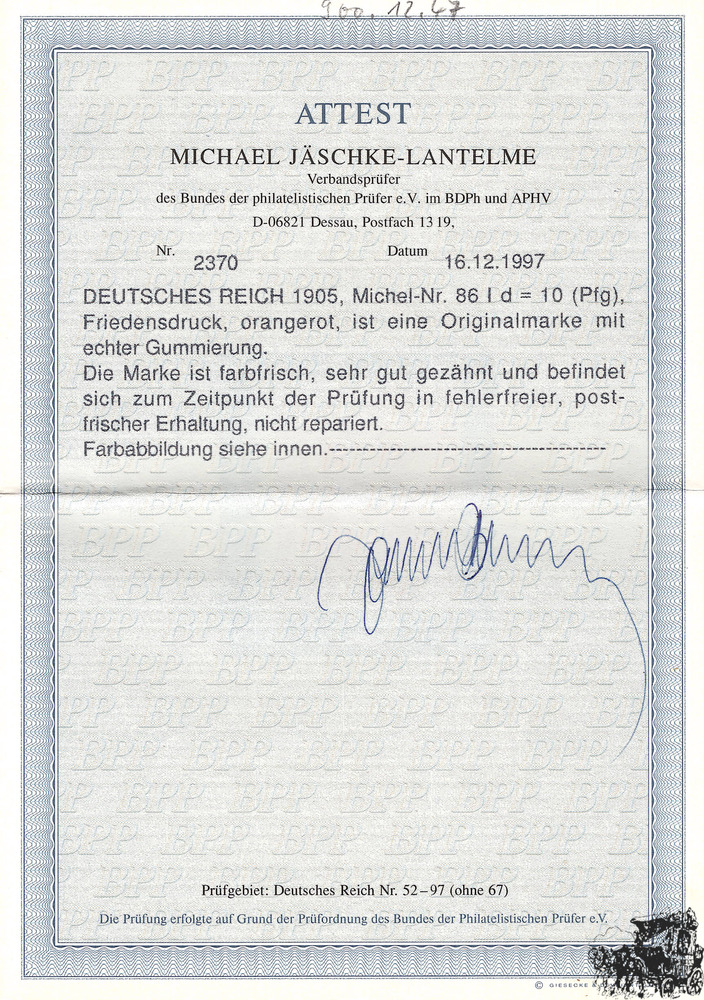 900. 12.47
ATTEST
MICHAEL JÄSCHKE-LANTELME
Verbandsprüfer
des Bundes der philatelistischen Prüfer e.V. im BDPh und APHV
D-06821 Dessau, Postfach 13 19,
Nr. 2370 Datum 16.12.1997
DEUTSCHES REICH 1905, Michel-Nr. 86 I d = 10 (Pfg),
Friedensdruck, orangerot, ist eine Originalmarke mit
echter Gummierung.
Die Marke ist farbfrisch, sehr gut gezähnt und befindet
sich zum Zeitpunkt der Prüfung in fehlerfreier, post-
frischer Erhaltung, nicht repariert.
Farbabbildung siehe innen.----------------------------------------
Prüfgebiet: Deutsches Reich Nr. 52–97 (ohne 67)
Die Prüfung erfolgte auf Grund der Prüfordnung des Bundes der Philatelistischen Prüfer e.V.
© GIESECKE &